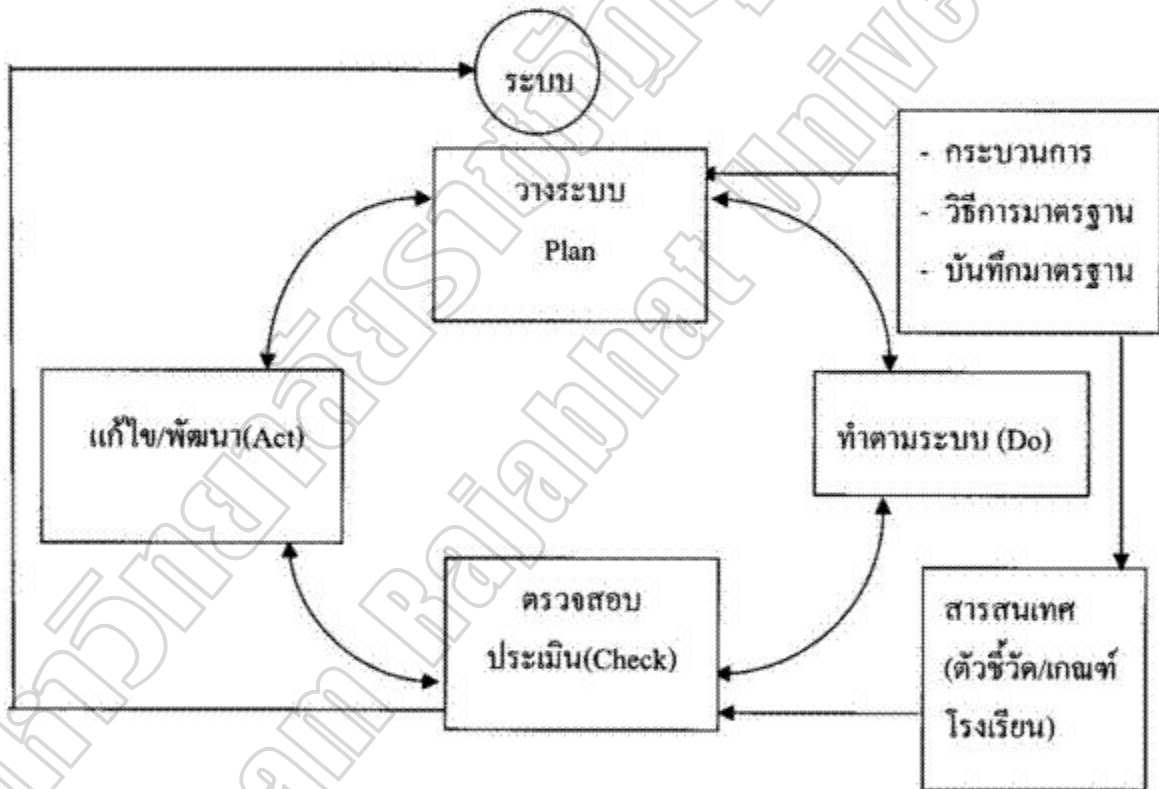 ระบบ
วางระบบ
Plan
- กระบวนการ
- วิธีการมาตรฐาน
- บันทึกมาตรฐาน
แก้ไข/พัฒนา(Act)
ทำตามระบบ (Do)
ตรวจสอบ
ประเมิน(Check)
สารสนเทศ
(ตัวชี้วัด/เกณฑ์
โรงเรียน)